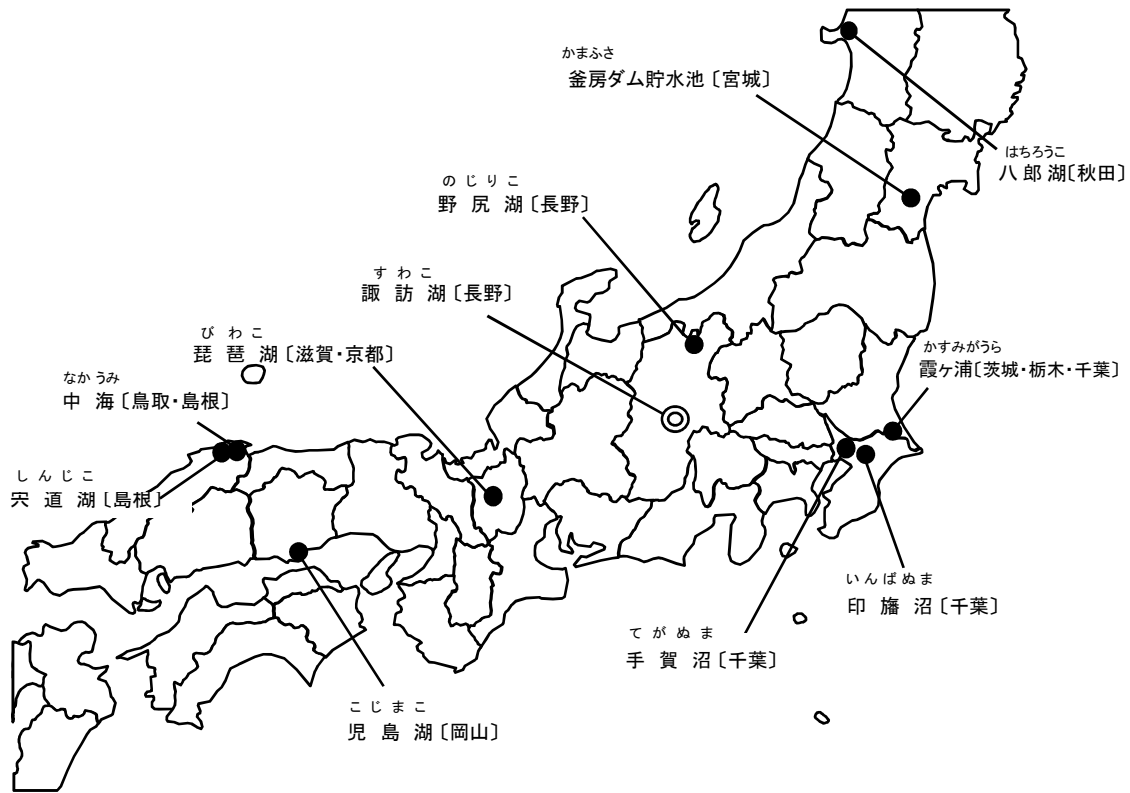 かまふさ
釜房ダム貯水池〔宮城〕
はちろうこ
八郎湖〔秋田〕
のじりこ
野尻湖〔長野〕
すわこ
諏訪湖〔長野〕
びわこ
琵琶湖〔滋賀・京都〕
かすみがうら
霞ヶ浦〔茨城・栃木・千葉〕
なかうみ
中海〔鳥取・島根〕
しんじこ
宍道湖〔島根〕
いんばぬま
印旛沼〔千葉〕
てがぬま
手賀沼〔千葉〕
こじまこ
児島湖〔岡山〕